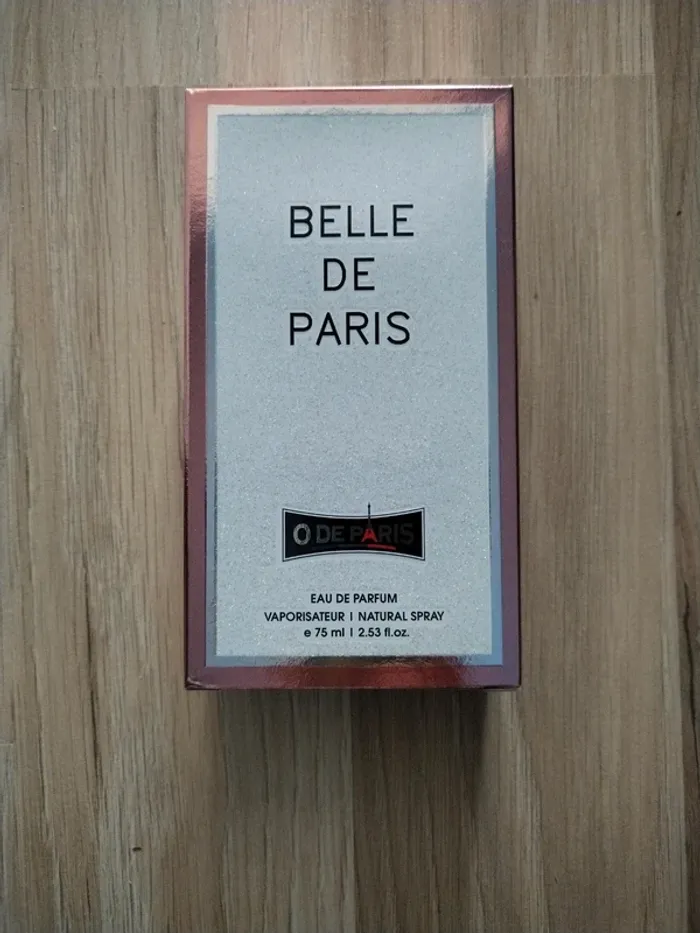 BELLE
DE
PARIS
O DE PARIS
EAU DE PARFUM
VAPORISATEUR | NATURAL SPRAY
e 75 ml | 2.53 fl.oz.